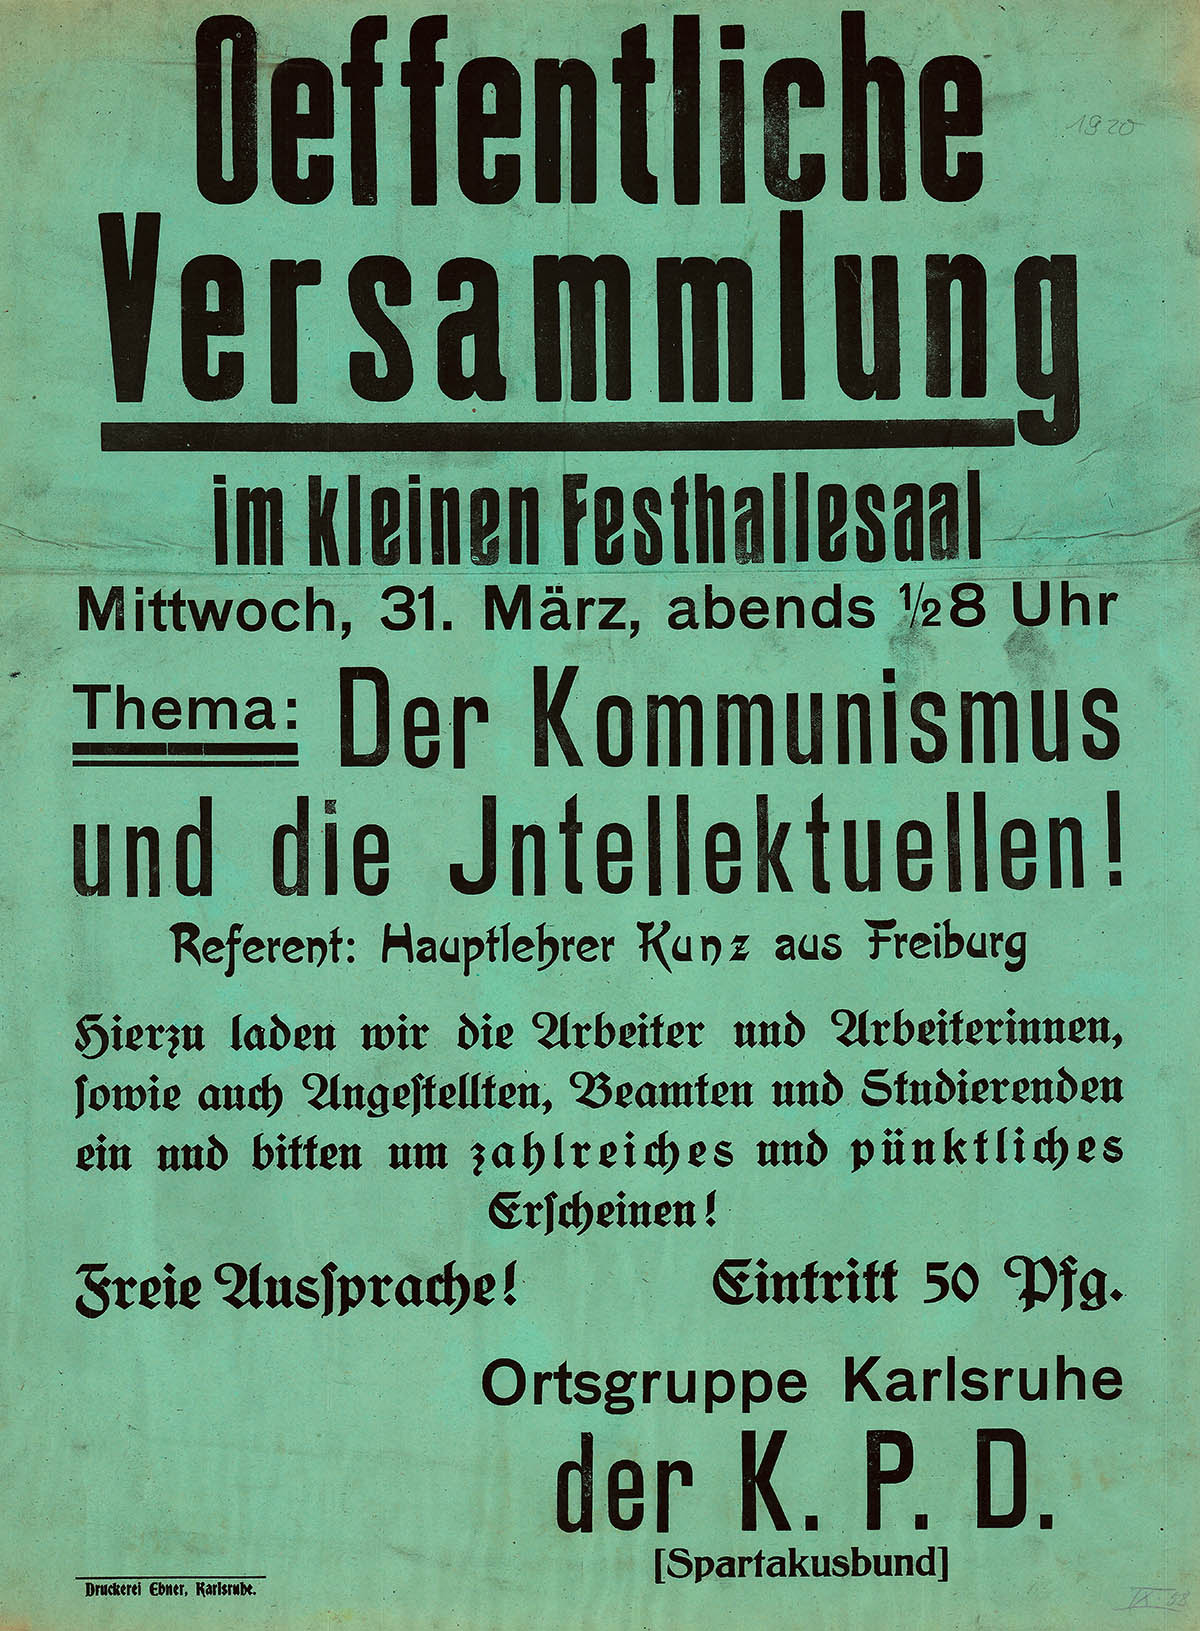 Oeffentliche
1920
Versammlung
im kleinen Festhallesaal
Mittwoch, 31. März, abends ½8 Uhr
Thema: Der Kommunismus
und die Jntellektuellen!
Referent: Hauptlehrer Kunz aus Freiburg
Hierzu laden wir die Arbeiter und Arbeiterinnen,
sowie auch Angestellten, Beamten und Studierenden
ein und bitten um zahlreiches und pünktliches
Erscheinen!
Freie Aussprache! Eintritt 50 Pfg.
Ortsgruppe Karlsruhe
der K. P. D.
[Spartakusbund]
Druckerei Ebner, Karlsruhe.